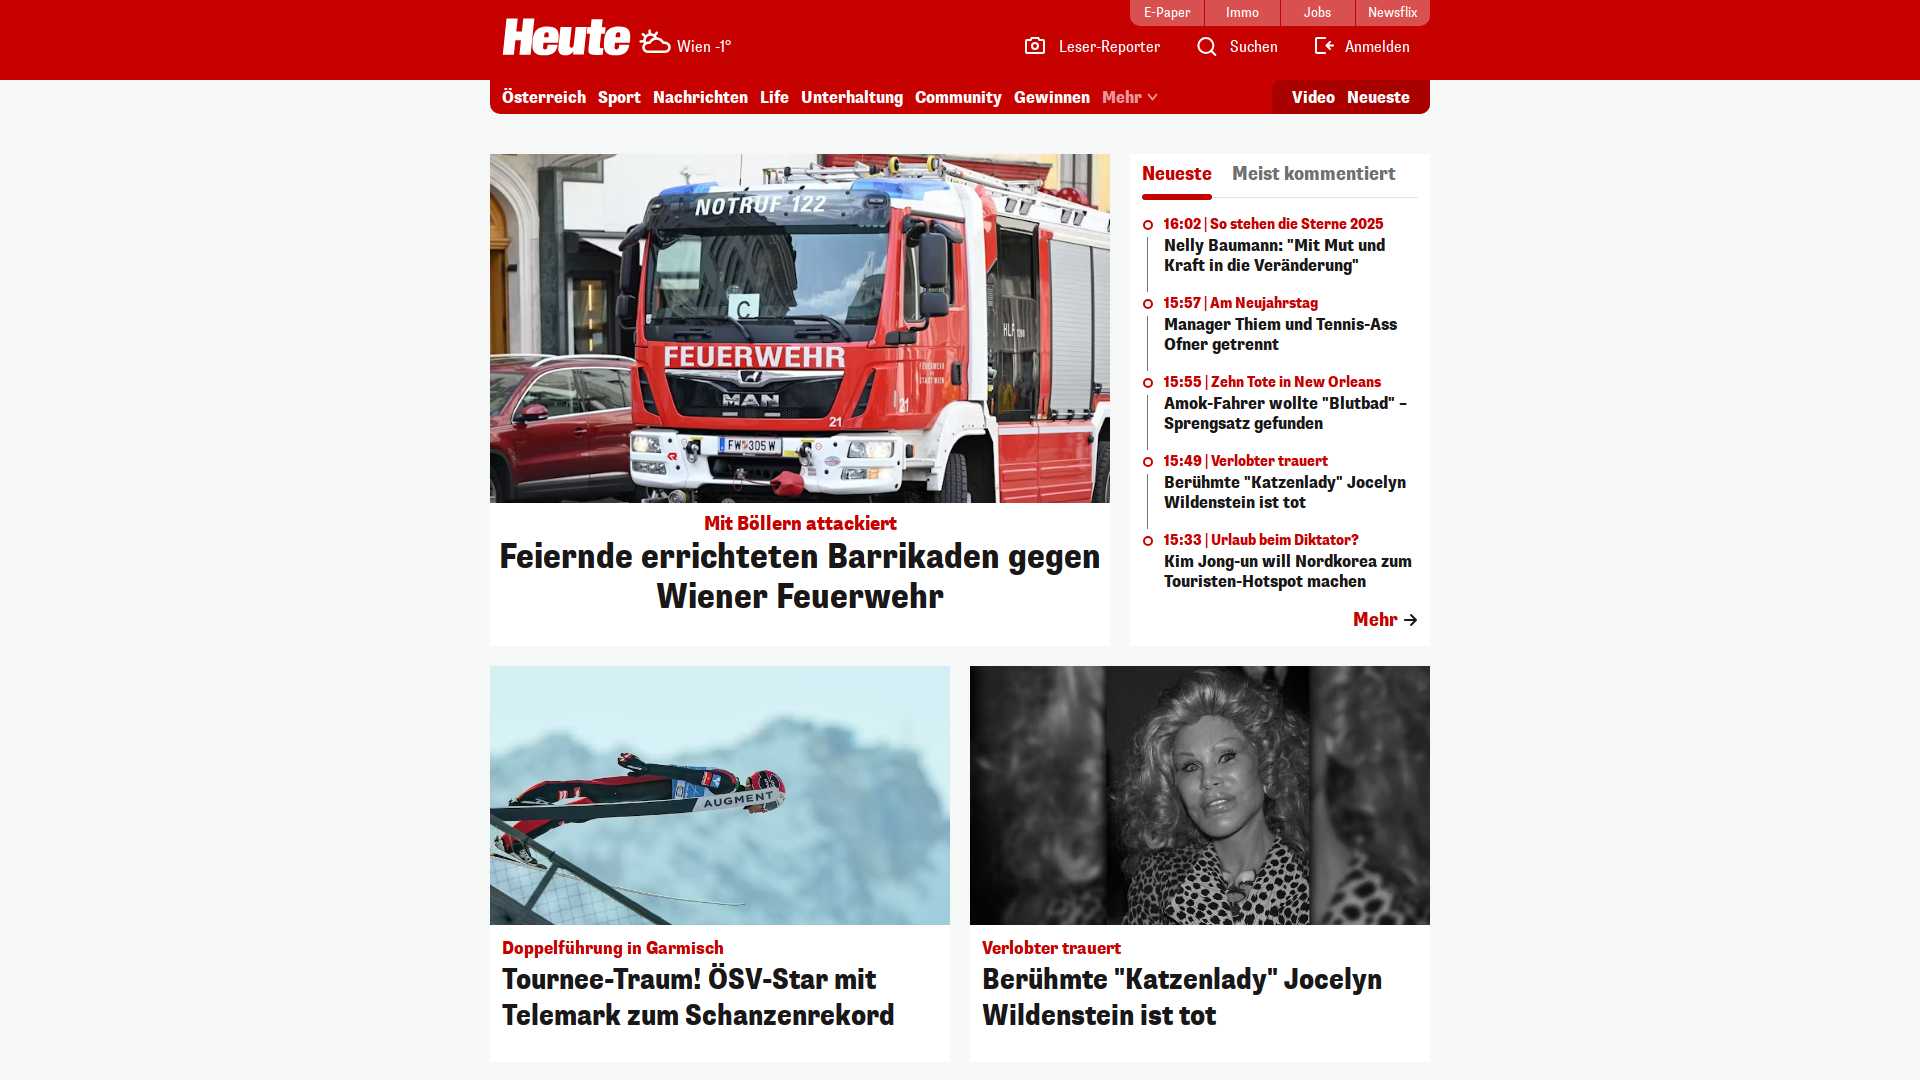 E-Paper
Immo
Jobs
Newsflix
Heute
Wien -1°
Leser-Reporter
Suchen
Anmelden
Österreich
Sport
Nachrichten
Life
Unterhaltung
Community
Gewinnen
Mehr
Video
Neueste
NOTRUF 122
C
FEUERWEHR
MAN
21
21
FW 305 W
Mit Böllern attackiert
Feiernde errichteten Barrikaden gegen
Wiener Feuerwehr
Neueste
Meist kommentiert
16:02 | So stehen die Sterne 2025
Nelly Baumann: "Mit Mut und
Kraft in die Veränderung"
15:57 | Am Neujahrstag
Manager Thiem und Tennis-Ass
Ofner getrennt
15:55 | Zehn Tote in New Orleans
Amok-Fahrer wollte "Blutbad" –
Sprengsatz gefunden
15:49 | Verlobter trauert
Berühmte "Katzenlady" Jocelyn
Wildenstein ist tot
15:33 | Urlaub beim Diktator?
Kim Jong-un will Nordkorea zum
Touristen-Hotspot machen
Mehr
AUGMENT
Doppelführung in Garmisch
Tournee-Traum! ÖSV-Star mit
Telemark zum Schanzenrekord
Verlobter trauert
Berühmte "Katzenlady" Jocelyn
Wildenstein ist tot